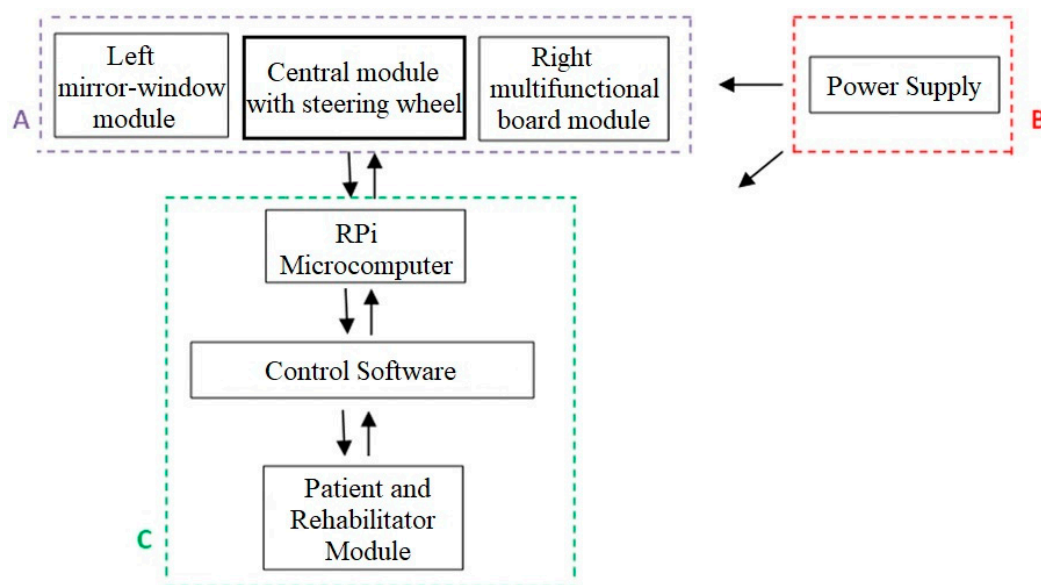 Left
mirror-window
module
Central module
with steering wheel
Right
multifunctional
board module
A
Power Supply
B
RPi
Microcomputer
Control Software
Patient and
Rehabilitator
Module
C